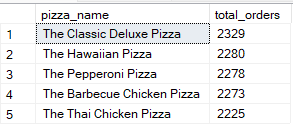 pizza_name total_orders
1 The Classic Deluxe Pizza 2329
2 The Hawaiian Pizza 2280
3 The Pepperoni Pizza 2278
4 The Barbecue Chicken Pizza 2273
5 The Thai Chicken Pizza 2225